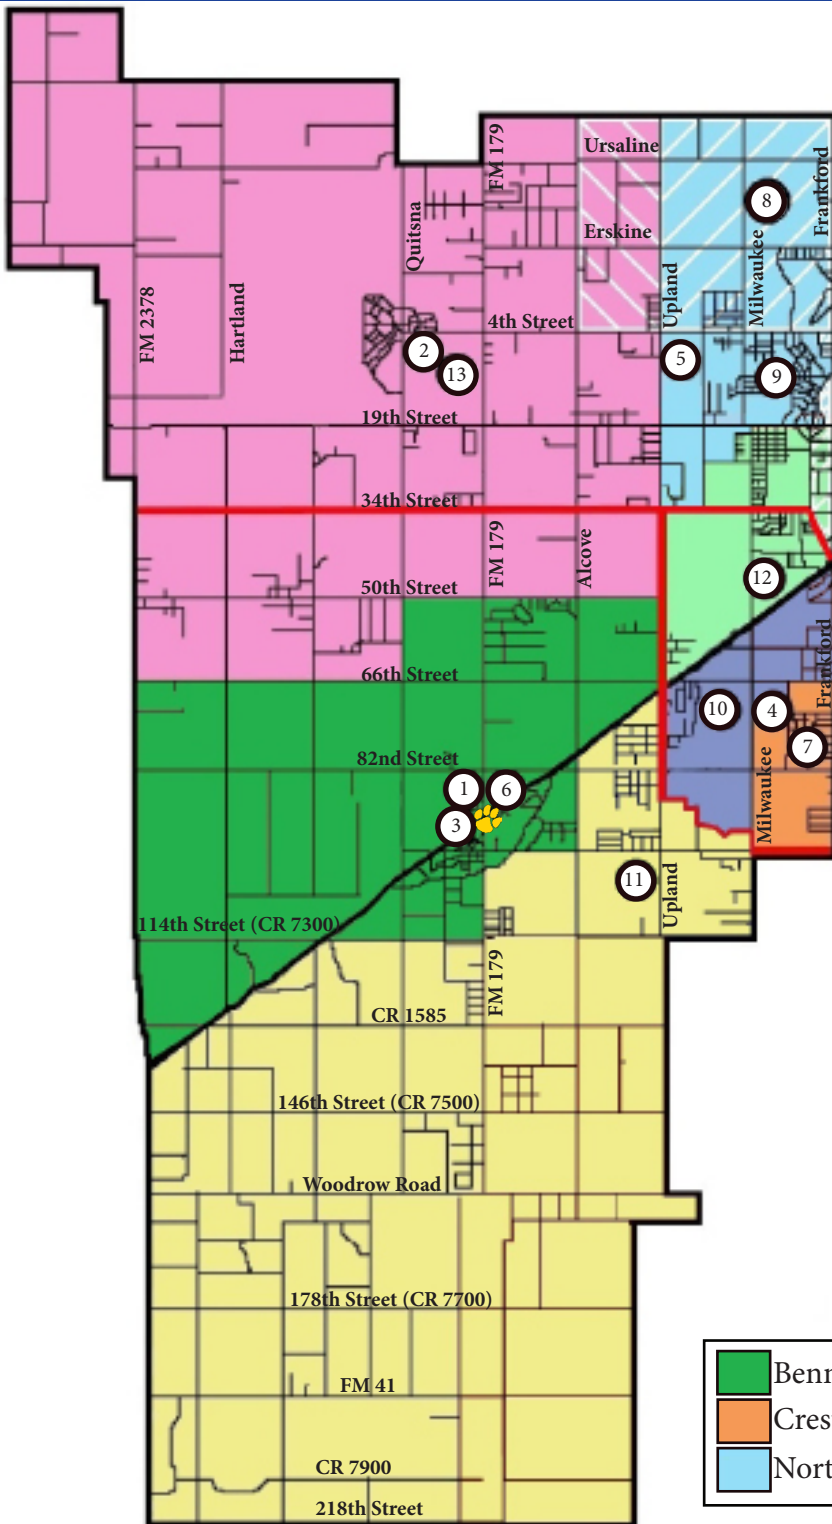 FM 179
Ursaline
Frankford
8
Quitsna
Erskine
Upland
Milwaukee
FM 2378
Hartland
4th Street
2
13
5
9
19th Street
34th Street
FM 179
Alcove
50th Street
12
Frankford
66th Street
10
4
7
82nd Street
1
6
3
Milwaukee
11
Upland
114th Street (CR 7300)
FM 179
CR 1585
146th Street (CR 7500)
Woodrow Road
178th Street (CR 7700)
FM 41
CR 7900
218th Street
Cres
Nort